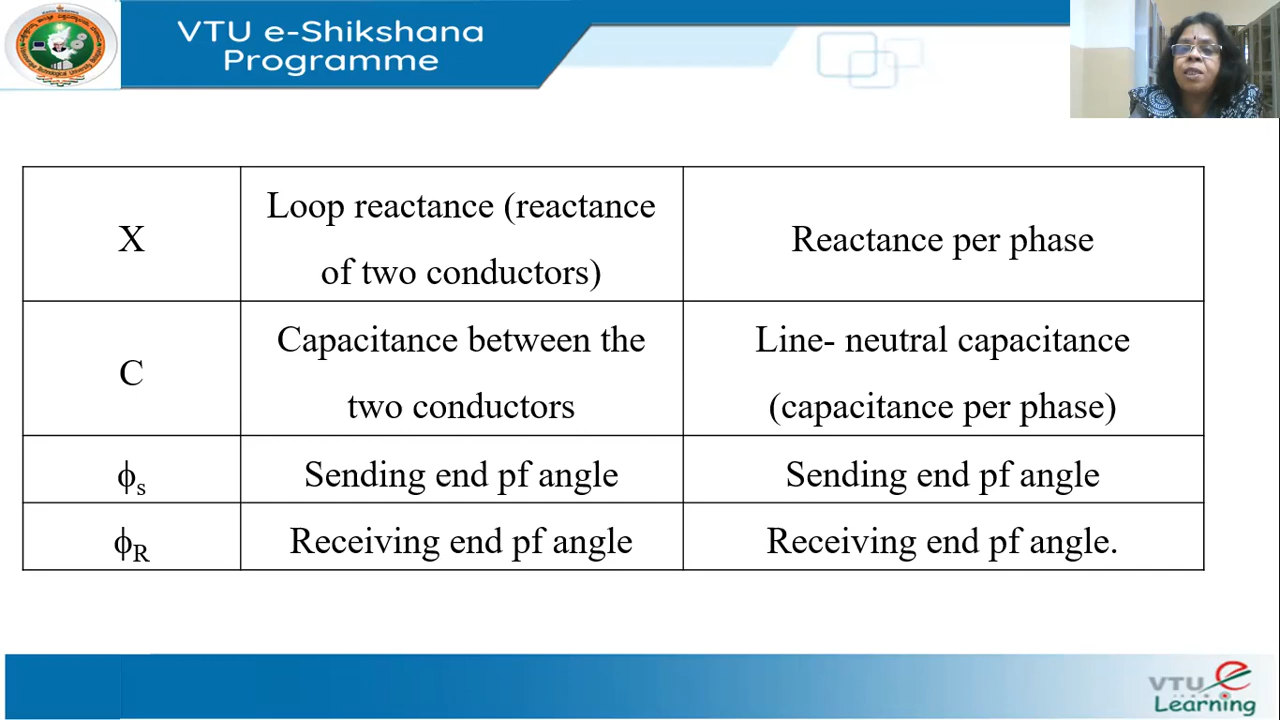 VTU e-Shikshana
Programme
X
Loop reactance (reactance
of two conductors)
Reactance per phase
C
Capacitance between the
two conductors
Line- neutral capacitance
(capacitance per phase)
ϕs
Sending end pf angle
Sending end pf angle
ϕR
Receiving end pf angle
Receiving end pf angle.
VTU e
Learning